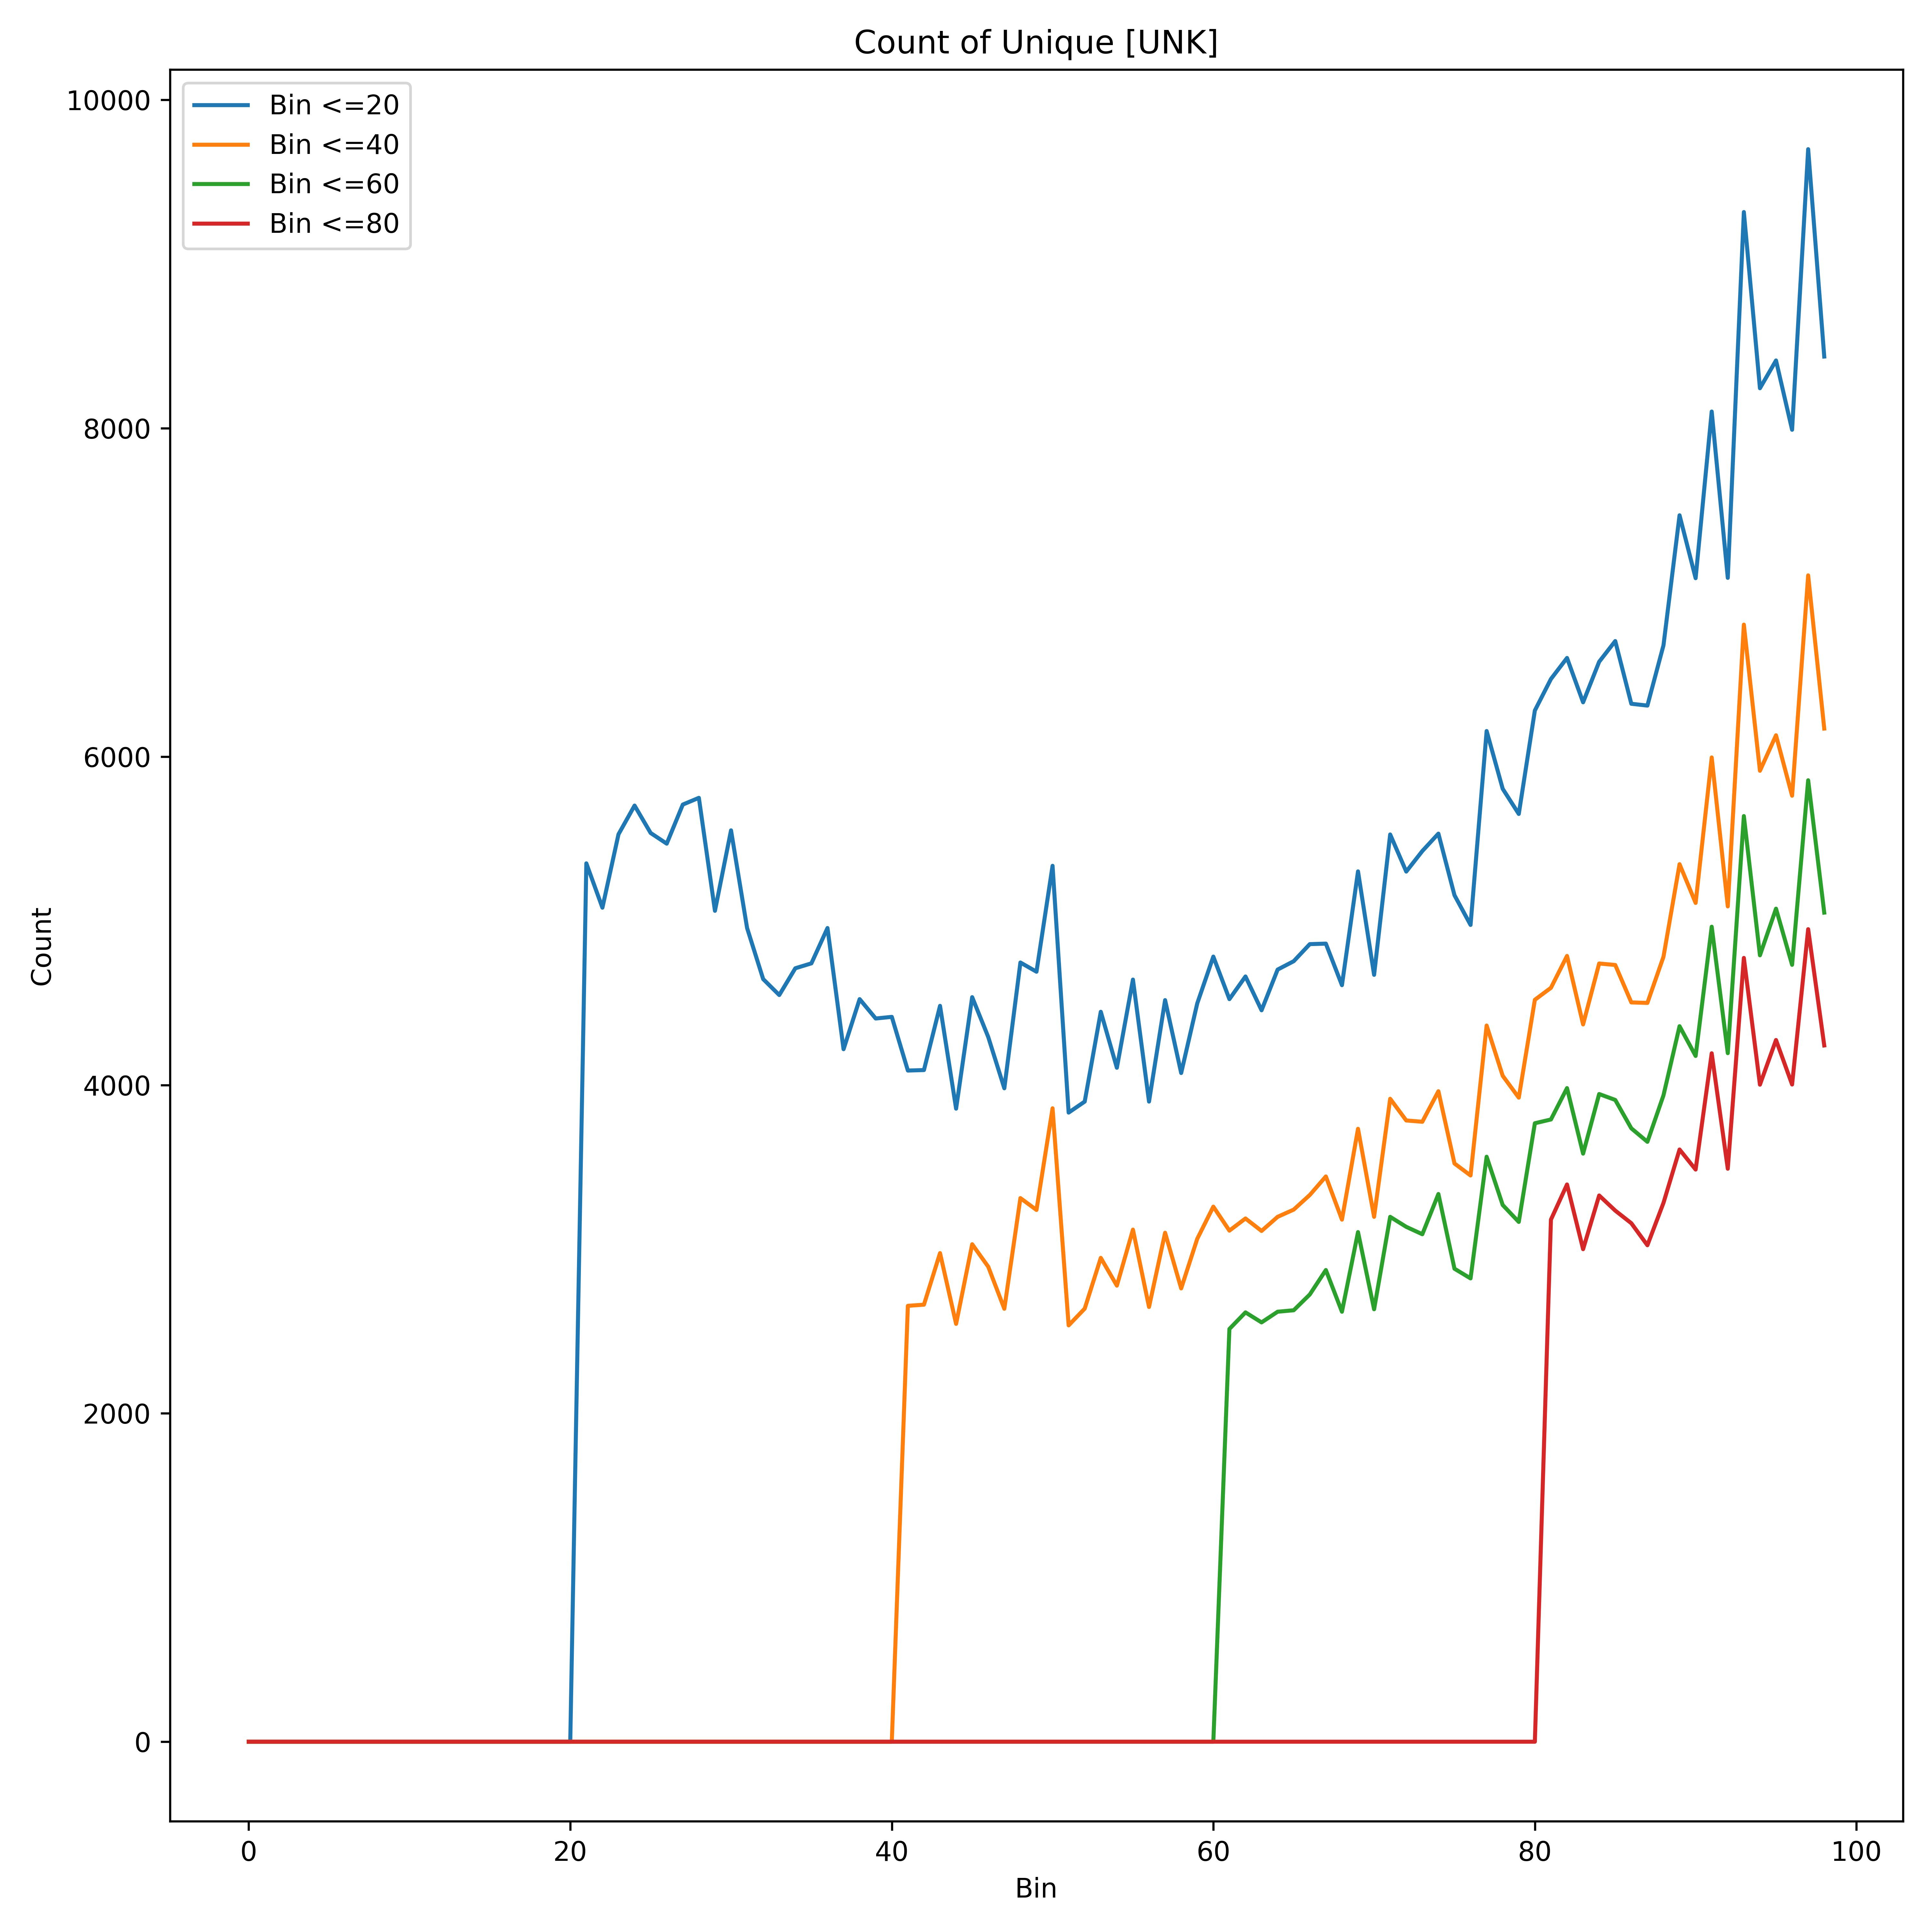 Count of Unique [UNK]
Bin <=20
Bin <=40
Bin <=60
Bin <=80
Count
10000
8000
6000
4000
2000
0
0 20 40 60 80 100
Bin